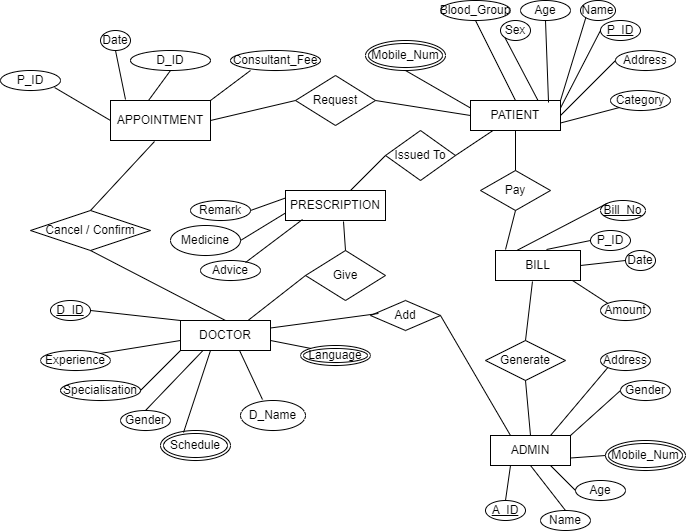 Blood_Group
Age
Name
Sex
P_ID
Date
D_ID
Consultant_Fee
Mobile_Num
Address
P_ID
Request
Category
APPOINTMENT
PATIENT
Issued To
Pay
Remark
PRESCRIPTION
Bill_No
Cancel / Confirm
Medicine
P_ID
Advice
Give
BILL
Date
D_ID
Add
Amount
DOCTOR
Experience
Language
Generate
Address
Specialisation
Gender
Gender
D_Name
Schedule
ADMIN
Mobile_Num
Age
A_ID
Name